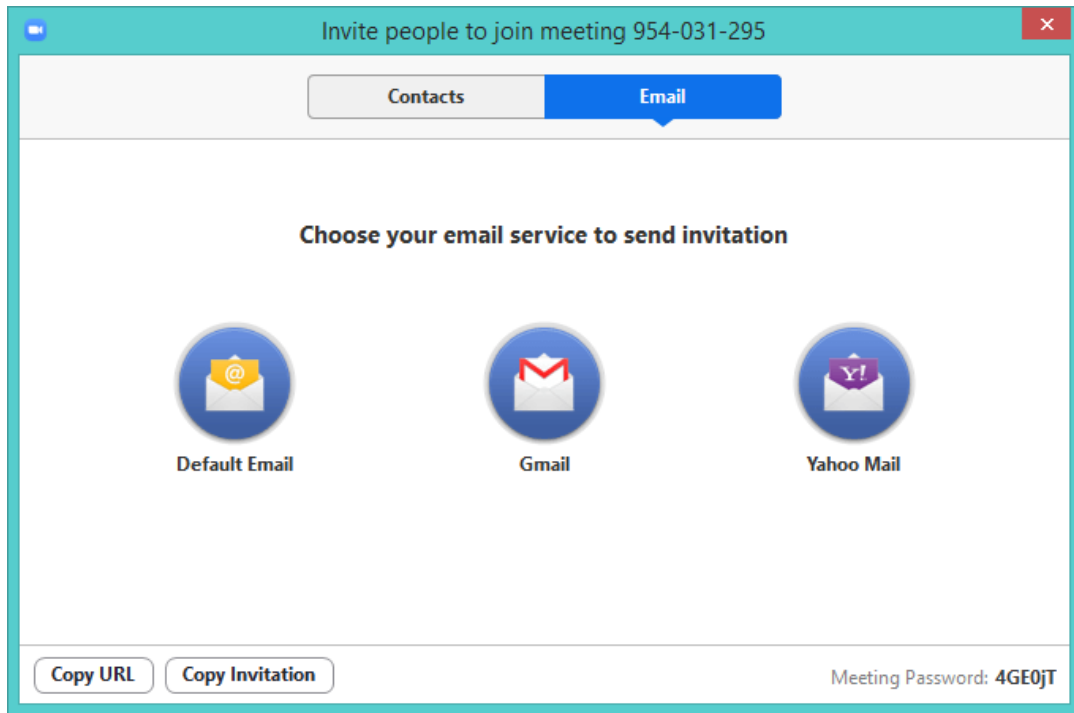 Invite people to join meeting 954-031-295
Contacts Email
Choose your email service to send invitation
@ Y!
Default Email Gmail Yahoo Mail
Copy URL Copy Invitation Meeting Password: 4GE0jT